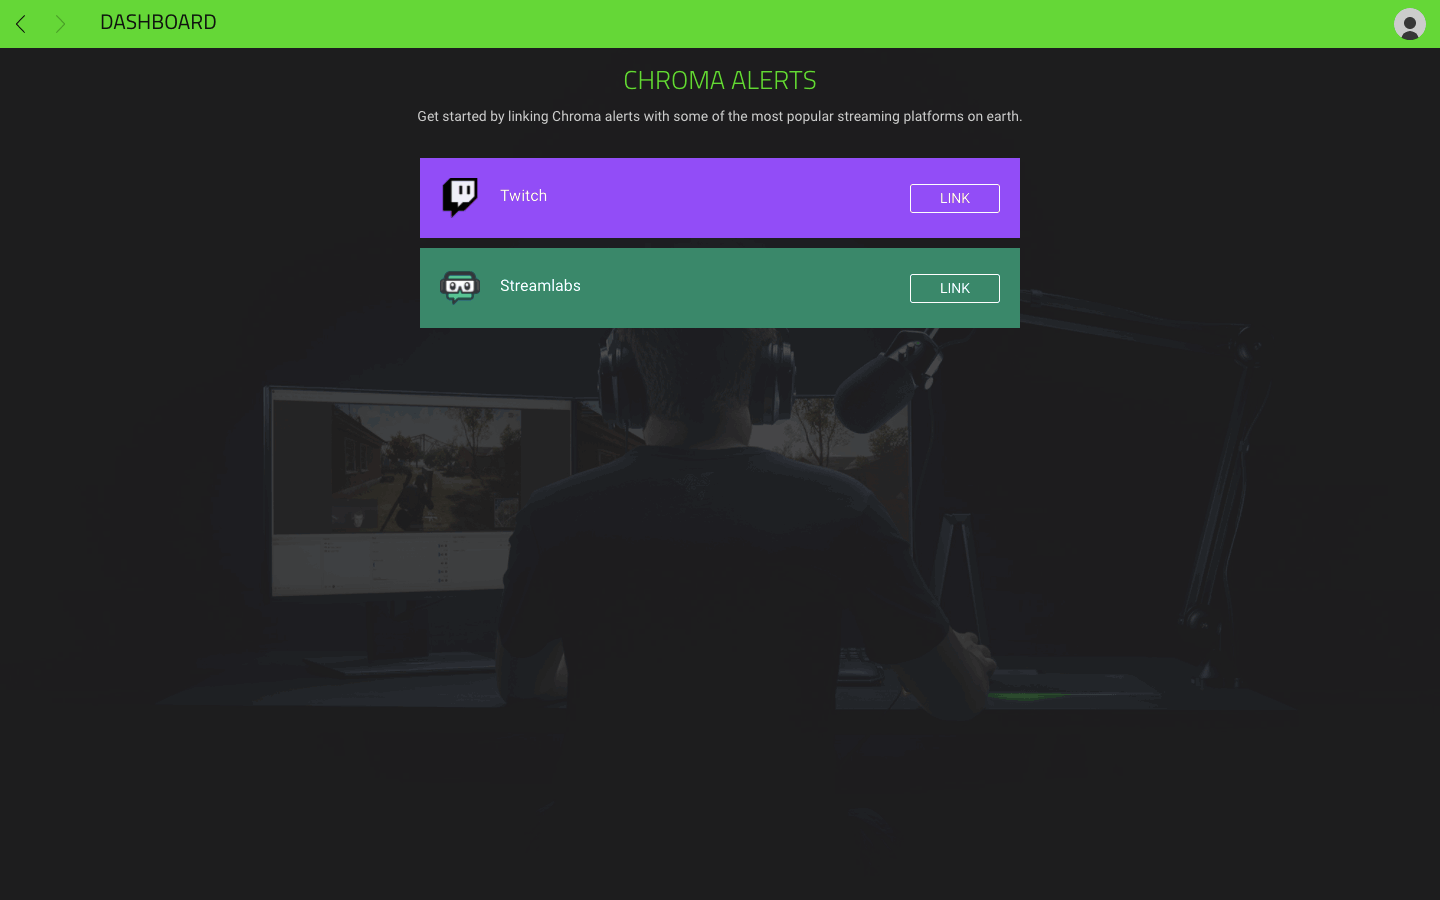 DASHBOARD
CHROMA ALERTS
Get started by linking Chroma alerts with some of the most popular streaming platforms on earth.
Twitch
LINK
Streamlabs
LINK